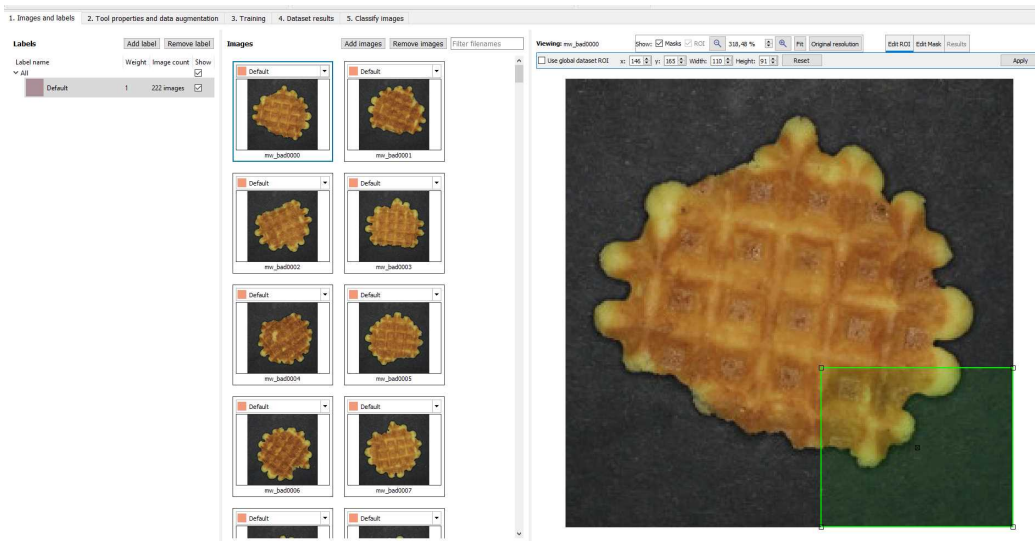 1. Images and labels 2. Tool properties and data augmentation 3. Training 4. Dataset results 5. Classify images
Labels Add label Remove label
Label name Weight Image count Show
All
Default 1 222 images
Images Add images Remove images Filter filenames
Default Default
mw_bad0000 mw_bad0001
Default Default
mw_bad0002 mw_bad0003
Default Default
mw_bad0004 mw_bad0005
Default Default
mw_bad0006 mw_bad0007
Default Default
Viewing: mw_bad0000 Show: Masks ROI 318,48 % Fit Original resolution Edit ROI Edit Mask Results
Use global dataset ROI x: 146 y: 165 Width: 110 Height: 91 Reset Apply